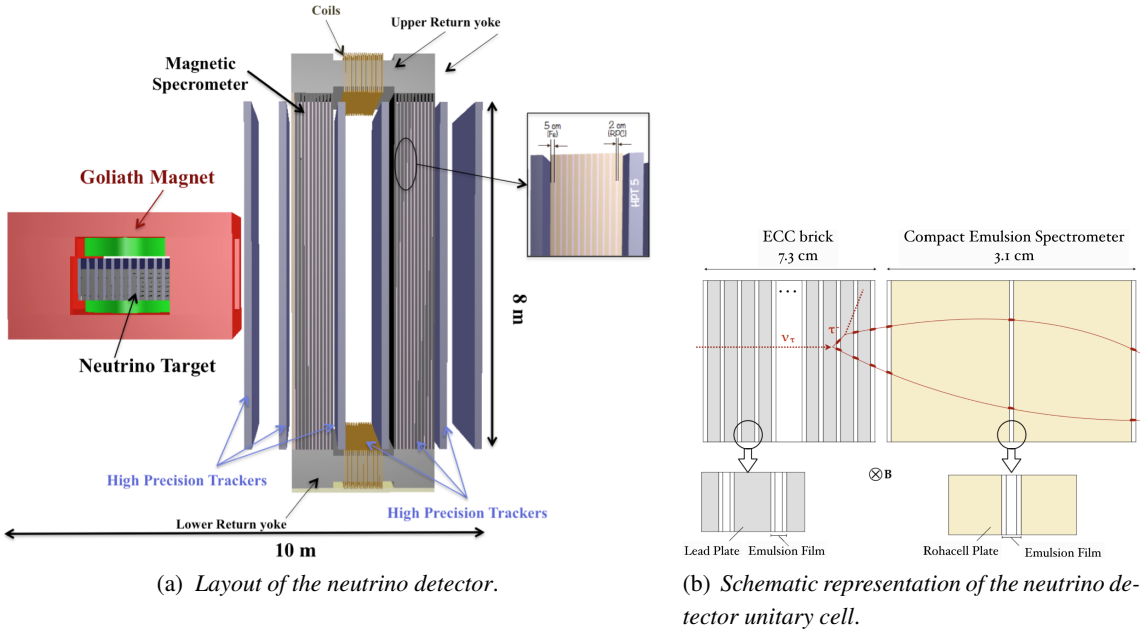 Coils
Upper Return yoke
Magnetic
Specrometer
5 cm
(Fe)
2 cm
(RPC)
HPT 5
Goliath Magnet
8 m
Neutrino Target
High Precision Trackers
High Precision Trackers
Lower Return yoke
10 m
(a) Layout of the neutrino detector.
ECC brick
7.3 cm
Compact Emulsion Spectrometer
3.1 cm
...
τ-
ντ
B
Lead Plate
Emulsion Film
Rohacell Plate
Emulsion Film
(b) Schematic representation of the neutrino de-
tector unitary cell.